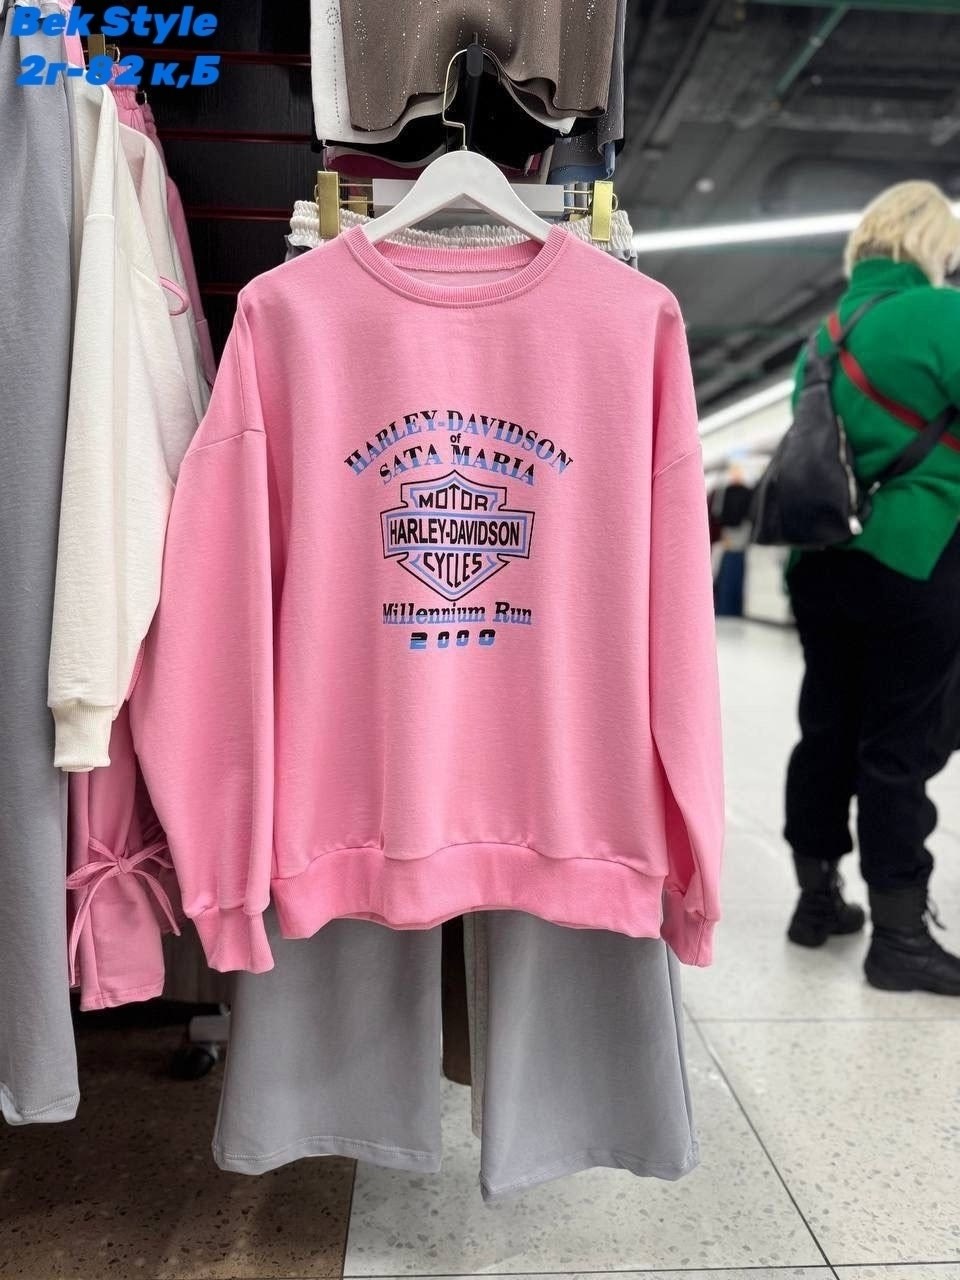 Bek Style
2г-82 к,Б
HARLEY-DAVIDSON
of
SATA MARIA
MOTOR
HARLEY-DAVIDSON
CYCLES
Millennium Run
2000